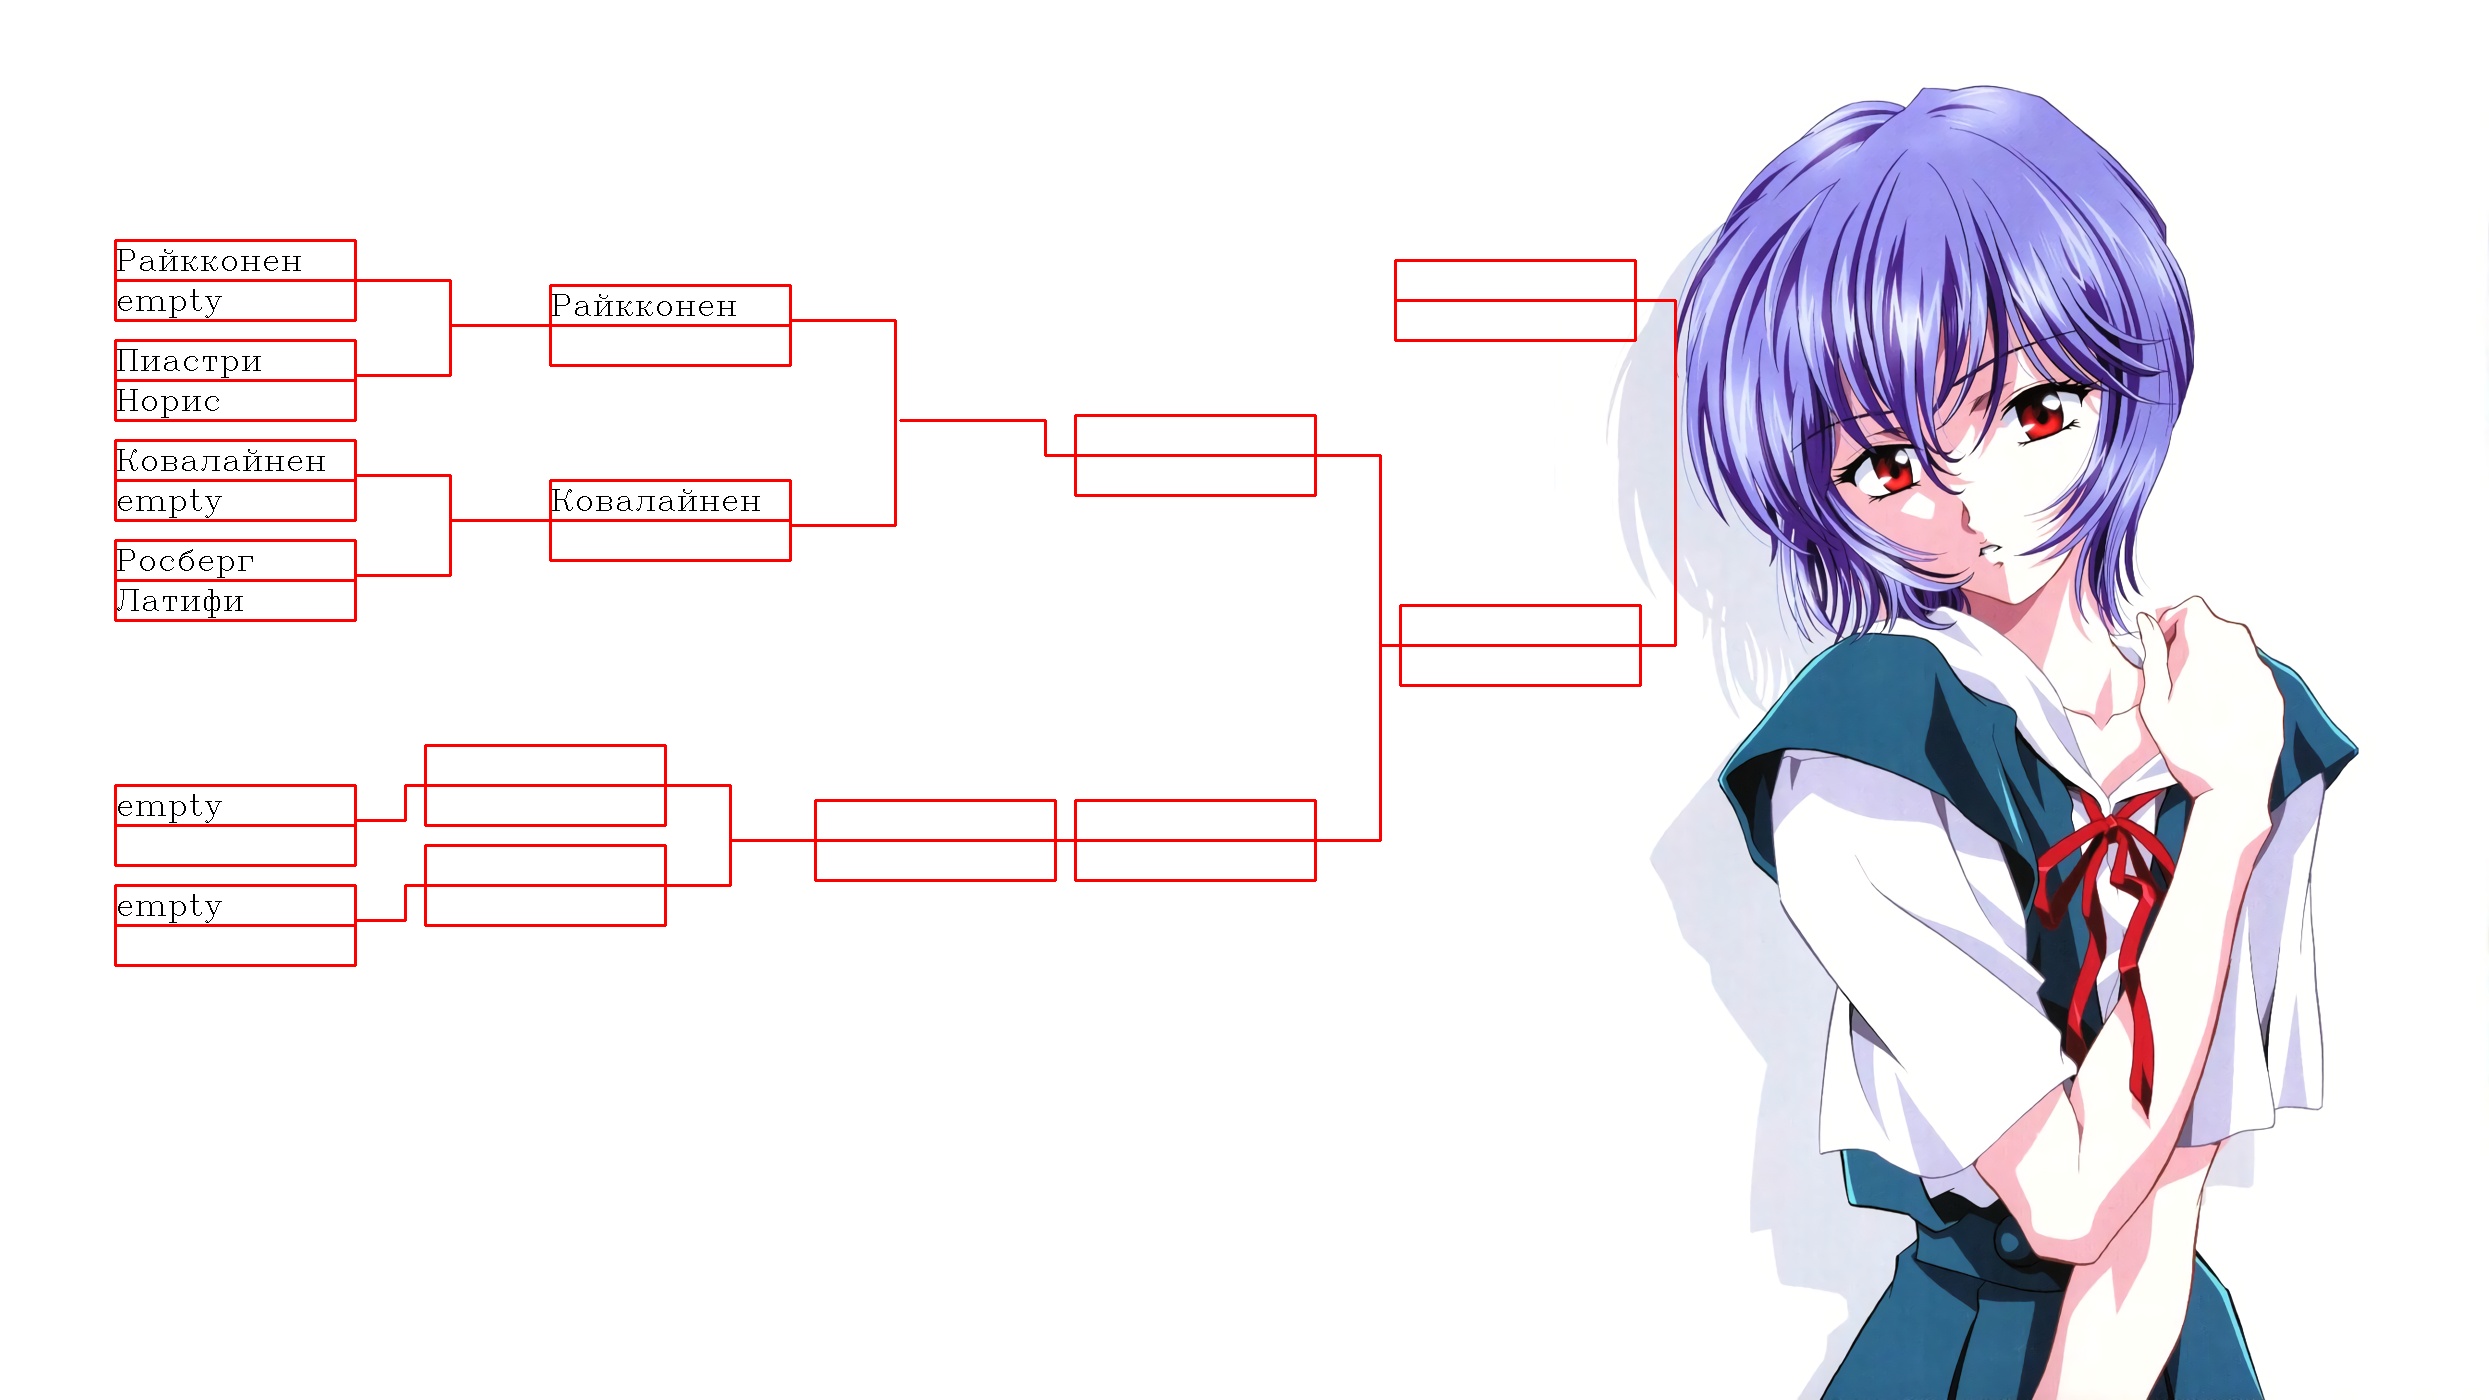 Райкконен
empty
Пиастри
Норис
Ковалайнен
empty
Росберг
Латифи
Райкконен
Ковалайнен
empty
empty